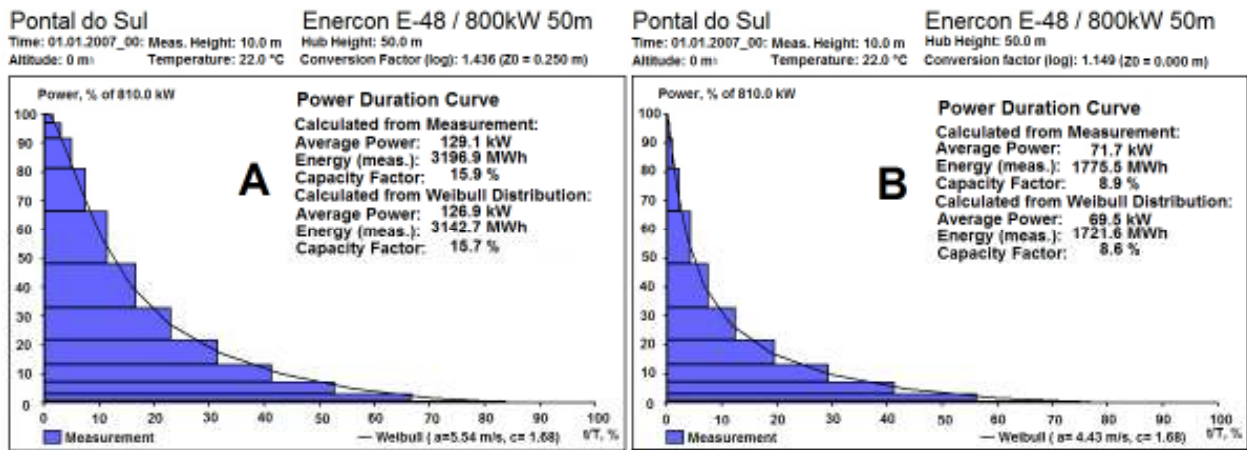 Pontal do Sul
Enercon E-48 / 800kW 50m
Time: 01.01.2007_00: Meas. Height: 10.0 m
Hub Height: 50.0 m
Altitude: 0 m
Temperature: 22.0 °C
Conversion Factor (log): 1.436 (Z0 = 0.250 m)
Power, % of 810.0 kW
Power Duration Curve
Calculated from Measurement:
Average Power: 129.1 kW
Energy (meas.): 3196.9 MWh
Capacity Factor: 15.9 %
Calculated from Weibull Distribution:
Average Power: 126.9 kW
Energy (meas.): 3142.7 MWh
Capacity Factor: 15.7 %
A
100
90
80
70
60
50
40
30
20
10
0
0 10 20 30 40 50 60 70 80 90 100
Measurement
Weibull ( a=5.54 m/s, c= 1.68) t/T, %
Pontal do Sul
Enercon E-48 / 800kW 50m
Time: 01.01.2007_00: Meas. Height: 10.0 m
Hub Height: 50.0 m
Altitude: 0 m
Temperature: 22.0 °C
Conversion factor (log): 1.149 (Z0 = 0.000 m)
Power, % of 810.0 kW
Power Duration Curve
Calculated from Measurement:
Average Power: 71.7 kW
Energy (meas.): 1775.5 MWh
Capacity Factor: 8.9 %
Calculated from Weibull Distribution:
Average Power: 69.5 kW
Energy (meas.): 1721.6 MWh
Capacity Factor: 8.6 %
B
100
90
80
70
60
50
40
30
20
10
0
0 10 20 30 40 50 60 70 80 90 100
Measurement
Weibull ( a= 4.43 m/s, c= 1.68) t/T, %